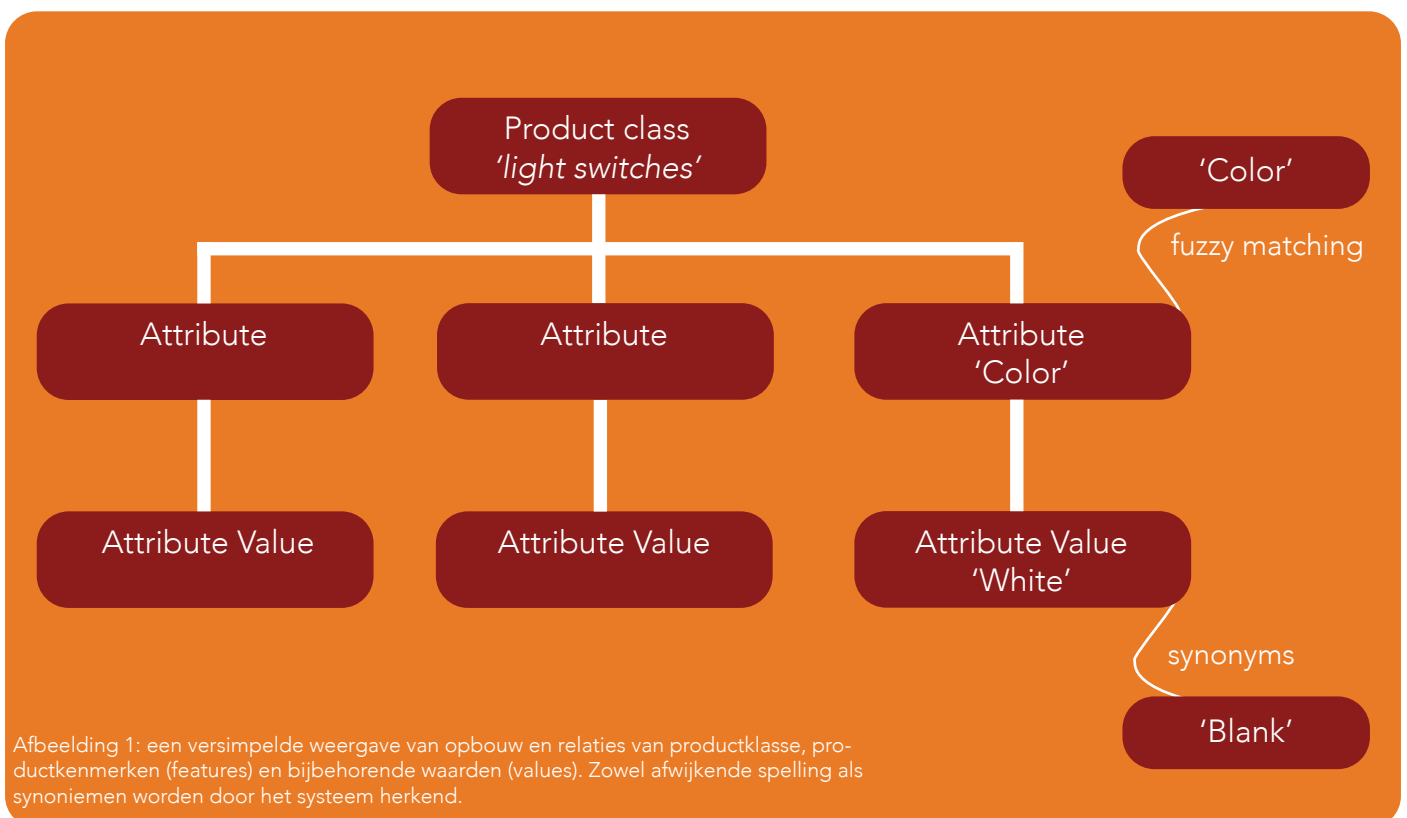 Product class
‘light switches’
‘Color’
fuzzy matching
Attribute
Attribute
Attribute
‘Color’
Attribute Value
Attribute Value
Attribute Value
‘White’
synonyms
‘Blank’
Afbeelding 1: een versimpelde weergave van opbouw en relaties van productklasse, pro-
ductkenmerken (features) en bijbehorende waarden (values). Zowel afwijkende spelling als
synoniemen worden door het systeem herkend.